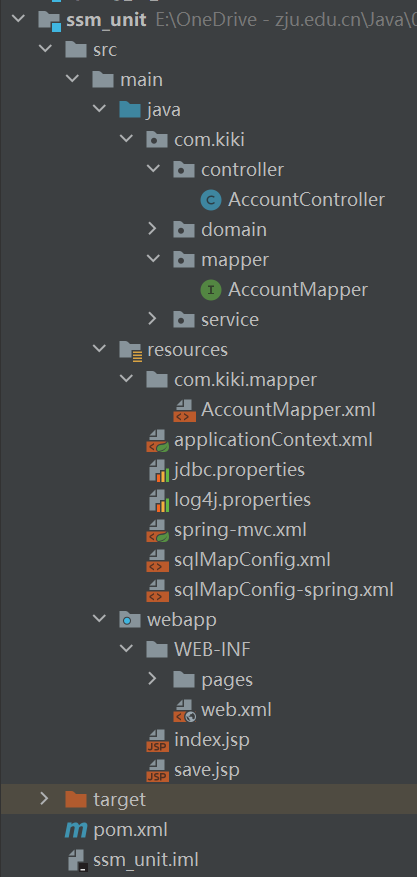 ssm_unit E:\OneDrive - zju.edu.cn\Java\
src
main
java
com.kiki
controller
C AccountController
domain
mapper
I AccountMapper
service
resources
com.kiki.mapper
AccountMapper.xml
applicationContext.xml
jdbc.properties
log4j.properties
spring-mvc.xml
sqlMapConfig.xml
sqlMapConfig-spring.xml
webapp
WEB-INF
pages
web.xml
JSP index.jsp
JSP save.jsp
target
m pom.xml
ssm_unit.iml